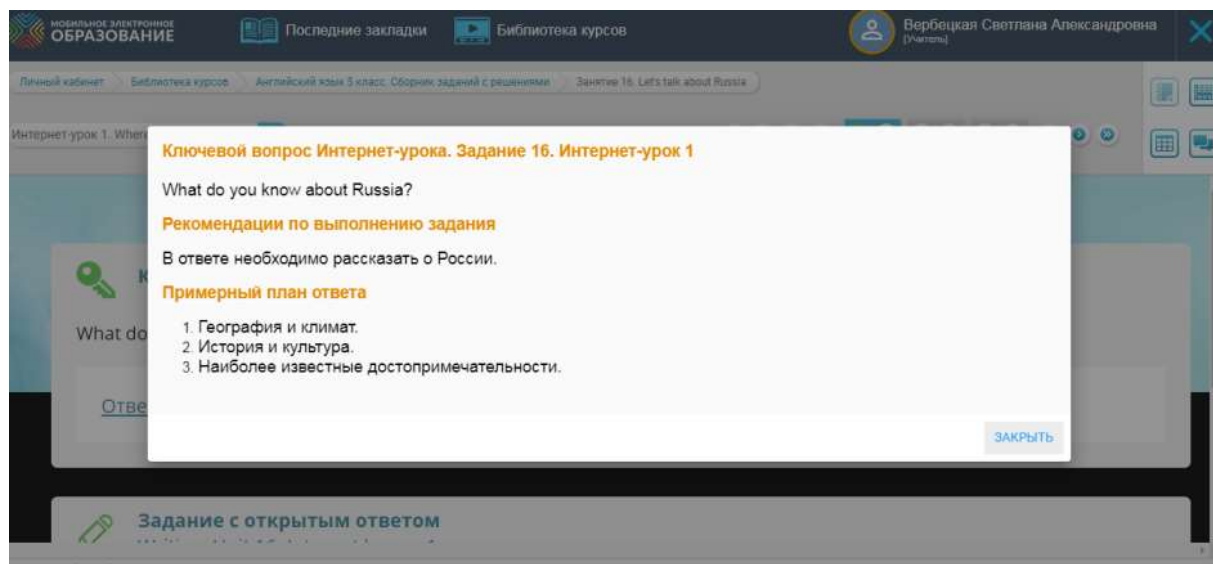 МОБИЛЬНОЕ ЭЛЕКТРОННОЕ
ОБРАЗОВАНИЕ
Последние закладки
Библиотека курсов
Вербецкая Светлана Александровна
(Учитель)
Личный кабинет
Библиотека курсов
Английский язык 5 класс. Сборник заданий с решениями
Занятие 16. Let's talk about Russia
Интернет-урок 1. Where
Ключевой вопрос Интернет-урока. Задание 16. Интернет-урок 1
What do you know about Russia?
Рекомендации по выполнению задания
В ответе необходимо рассказать о России.
Примерный план ответа
1. География и климат.
2. История и культура.
3. Наиболее известные достопримечательности.
ЗАКРЫТЬ
К
What do
Отве
Задание с открытым ответом